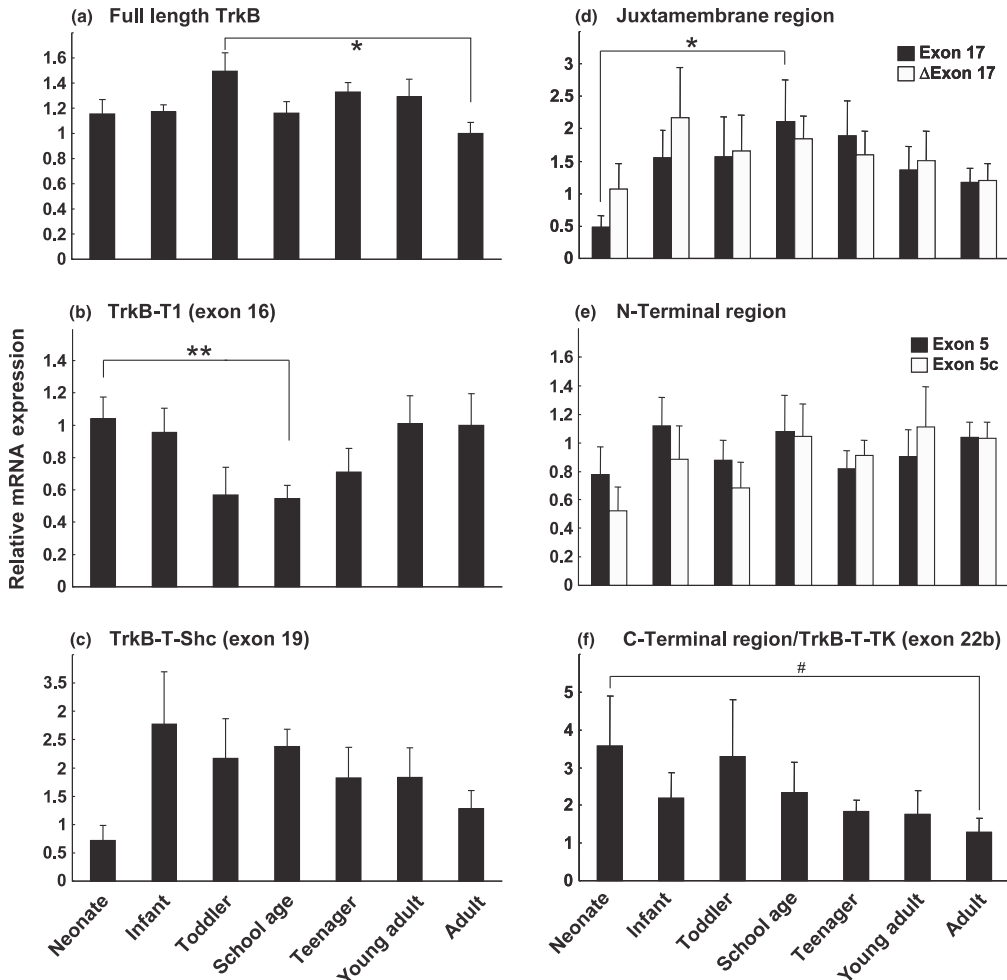 (a) Full length TrkB
*
1.6
1.4
1.2
1
0.8
0.6
0.4
0.2
0
(b) TrkB-T1 (exon 16)
**
1.4
1.2
1
0.8
0.6
0.4
0.2
0
Relative mRNA expression
(c) TrkB-T-Shc (exon 19)
3.5
3
2.5
2
1.5
1
0.5
0
Neonate
Infant
Toddler
School age
Teenager
Young adult
Adult
(d) Juxtamembrane region
*
Exon 17
ΔExon 17
3
2.5
2
1.5
1
0.5
0
(e) N-Terminal region
Exon 5
Exon 5c
1.6
1.4
1.2
1
0.8
0.6
0.4
0.2
0
(f) C-Terminal region/TrkB-T-TK (exon 22b)
#
5
4
3
2
1
0
Neonate
Infant
Toddler
School age
Teenager
Young adult
Adult